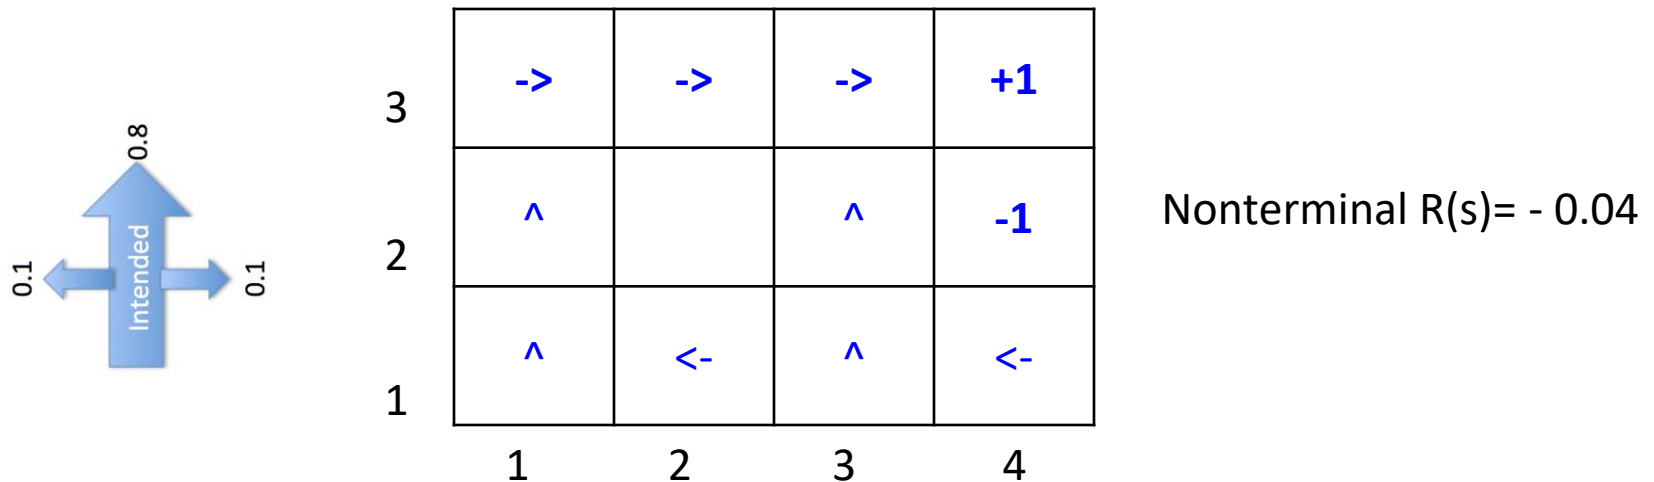 0.8
0.1
Intended
0.1
3
-> -> -> +1
2
^ ^ -1
1
^ <- ^ <-
1 2 3 4
Nonterminal R(s)= - 0.04